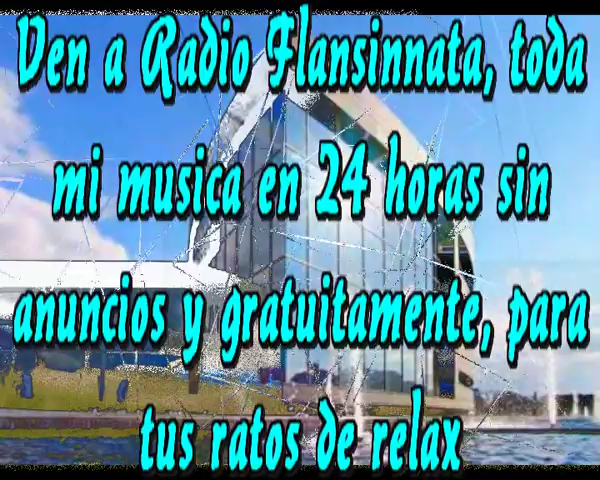 Ven a Radio Flansinnata, toda
mi musica en 24 horas sin
anuncios y gratuitamente, para
tus ratos de relax